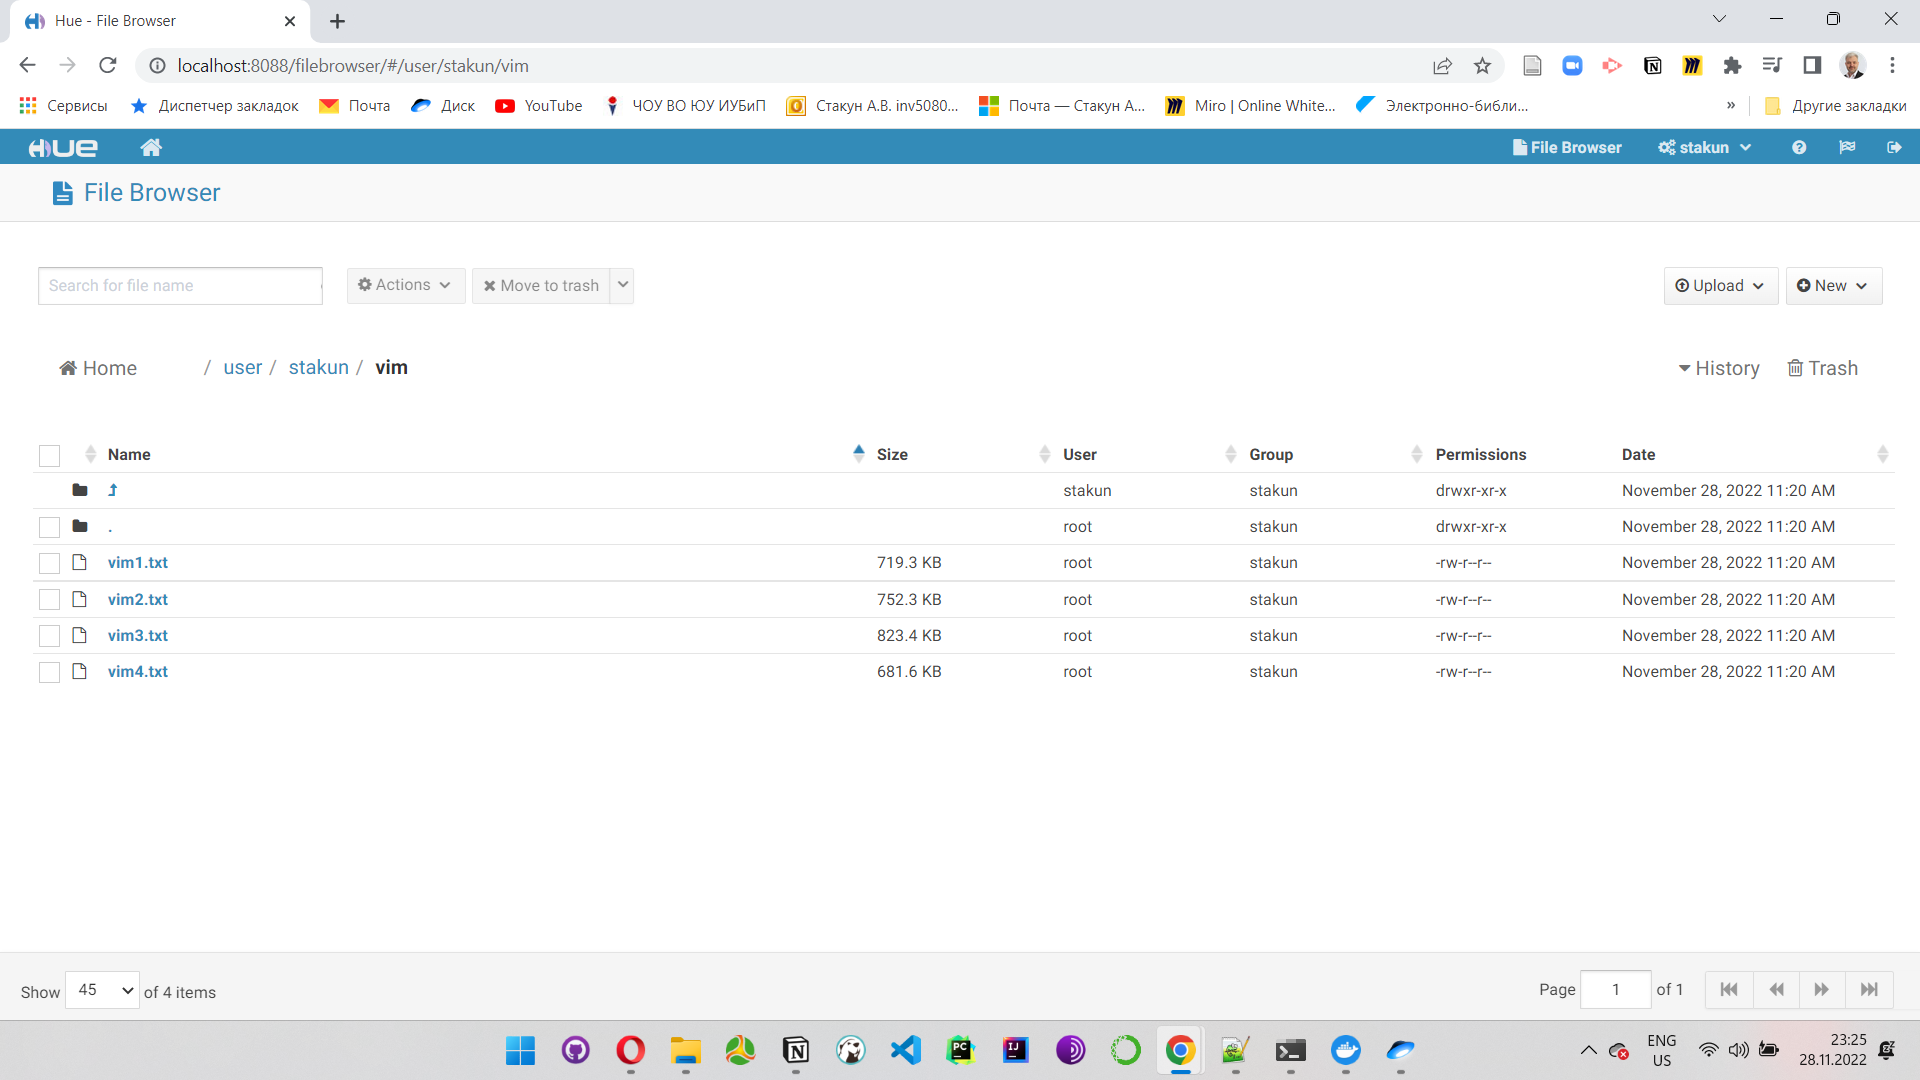 Hue - File Browser
localhost:8088/filebrowser/#/user/stakun/vim
Сервисы Диспетчер закладок Почта Диск YouTube ЧОУ ВО ЮУ ИУБиП Стакун А.В. inv5080... Почта — Стакун А... Miro | Online White... Электронно-библи... » Другие закладки
HUE File Browser stakun
File Browser
Search for file name Actions Move to trash Upload New
Home / user / stakun / vim History Trash
Name Size User Group Permissions Date
stakun stakun drwxr-xr-x November 28, 2022 11:20 AM
. root stakun drwxr-xr-x November 28, 2022 11:20 AM
vim1.txt 719.3 KB root stakun -rw-r--r-- November 28, 2022 11:20 AM
vim2.txt 752.3 KB root stakun -rw-r--r-- November 28, 2022 11:20 AM
vim3.txt 823.4 KB root stakun -rw-r--r-- November 28, 2022 11:20 AM
vim4.txt 681.6 KB root stakun -rw-r--r-- November 28, 2022 11:20 AM
Show 45 of 4 items Page 1 of 1
PC IJ ENG 23:25
US 28.11.2022